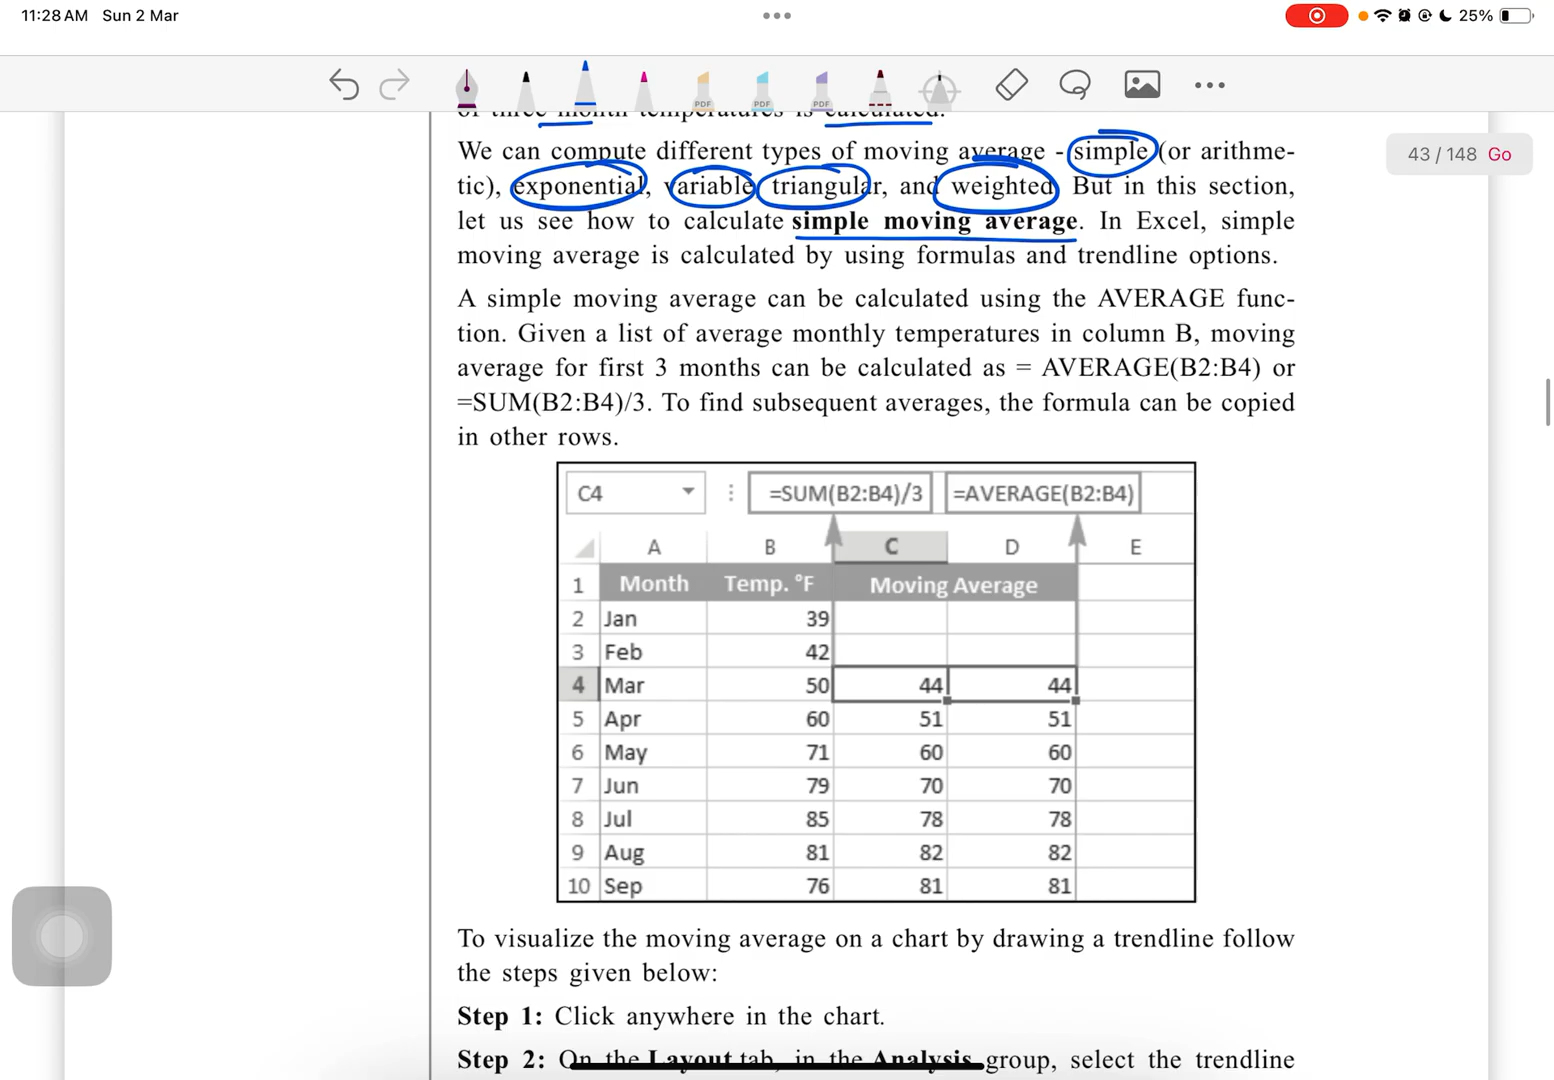 11:28 AM Sun 2 Mar
25%
PDF PDF PDF
43 / 148 Go
of three month temperatures is calculated.
We can compute different types of moving average - simple (or arithme-
tic), exponential, variable, triangular, and weighted. But in this section,
let us see how to calculate simple moving average. In Excel, simple
moving average is calculated by using formulas and trendline options.
A simple moving average can be calculated using the AVERAGE func-
tion. Given a list of average monthly temperatures in column B, moving
average for first 3 months can be calculated as = AVERAGE(B2:B4) or
=SUM(B2:B4)/3. To find subsequent averages, the formula can be copied
in other rows.
C4 =SUM(B2:B4)/3 =AVERAGE(B2:B4)
A B C D E
1 Month Temp. °F Moving Average
2 Jan 39
3 Feb 42
4 Mar 50 44 44
5 Apr 60 51 51
6 May 71 60 60
7 Jun 79 70 70
8 Jul 85 78 78
9 Aug 81 82 82
10 Sep 76 81 81
To visualize the moving average on a chart by drawing a trendline follow
the steps given below:
Step 1: Click anywhere in the chart.
Step 2: On the Layout tab, in the Analysis group, select the trendline